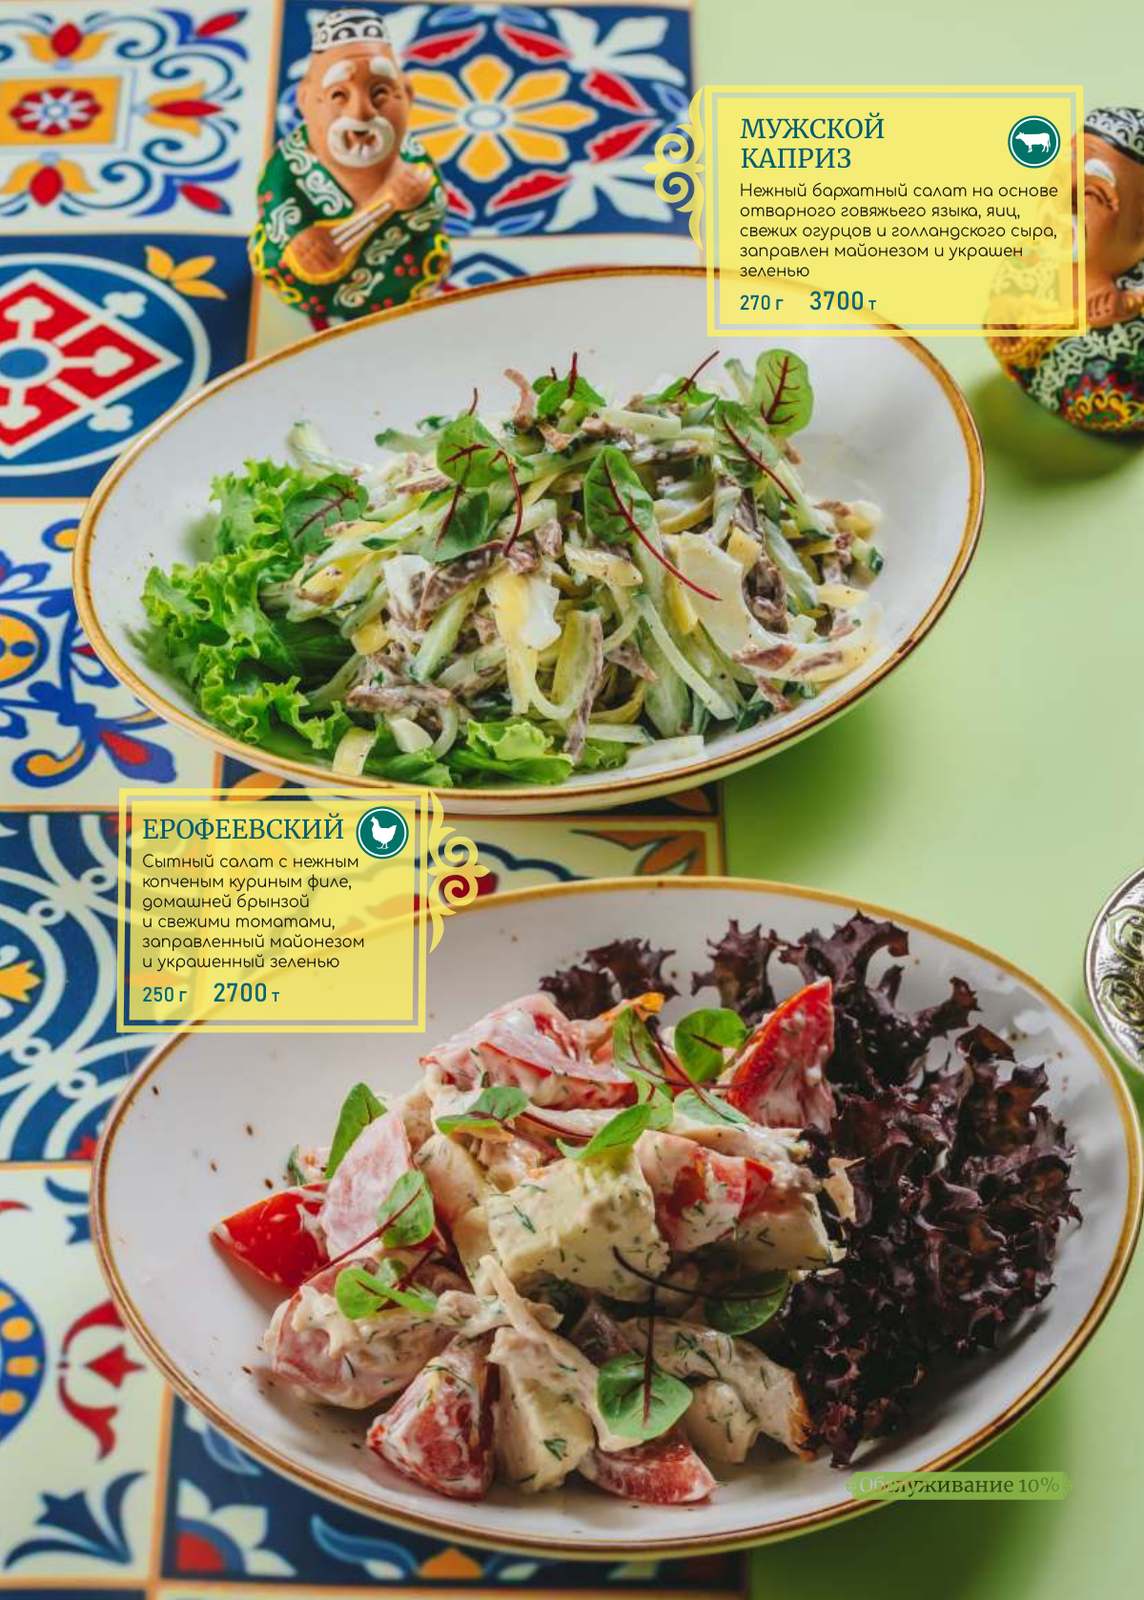 МУЖСКОЙ
КАПРИЗ
Нежный бархатный салат на основе
отварного говяжьего языка, яиц,
свежих огурцов и голландского сыра,
заправлен майонезом и украшен
зеленью
270 г 3700 т
ЕРОФЕЕВСКИЙ
Сытный салат с нежным
копченым куриным филе,
домашней брынзой
и свежими томатами,
заправленный майонезом
и украшенный зеленью
250 г 2700 т
Обслуживание 10%